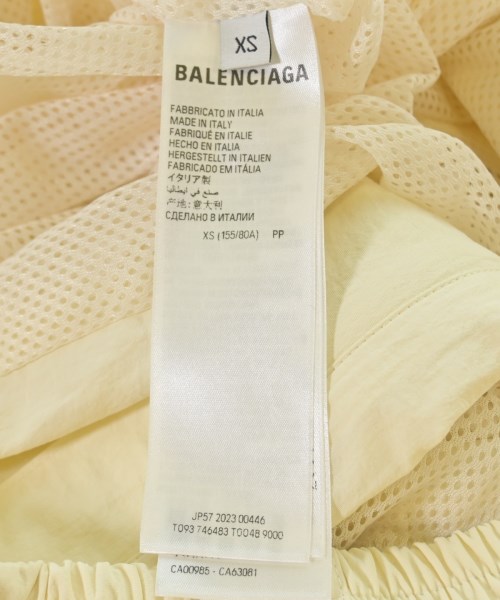 XS
BALENCIAGA
FABBRICATO IN ITALIA
MADE IN ITALY
FABRIQUÉ EN ITALIE
HECHO EN ITALIA
HERGESTELLT IN ITALIEN
FABRICADO EM ITÁLIA
イタリア製
صنع في ايطاليا
产地:意大利
СДЕЛАНО В ИТАЛИИ
XS (155/80A) PP
JP57 2023 00446
T093 746483 T0048 9000
CA00985 - CA63081